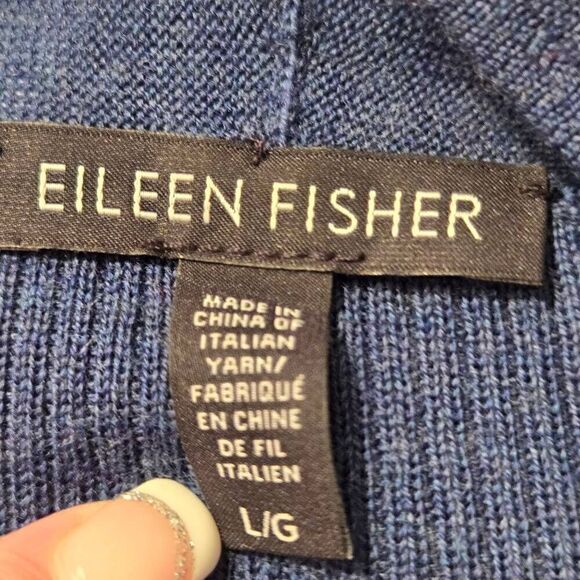 EILEEN FISHER
MADE IN
CHINA OF
ITALIAN
YARN/
FABRIQUÉ
EN CHINE
DE FIL
ITALIEN
L/G